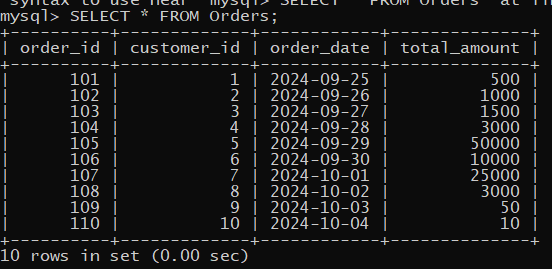 syntax to use near 'mysql> SELECT * FROM Orders' at
mysql> SELECT * FROM Orders;
+----------+-------------+------------+--------------+
| order_id | customer_id | order_date | total_amount |
+----------+-------------+------------+--------------+
|      101 |           1 | 2024-09-25 |          500 |
|      102 |           2 | 2024-09-26 |         1000 |
|      103 |           3 | 2024-09-27 |         1500 |
|      104 |           4 | 2024-09-28 |         3000 |
|      105 |           5 | 2024-09-29 |        50000 |
|      106 |           6 | 2024-09-30 |        10000 |
|      107 |           7 | 2024-10-01 |        25000 |
|      108 |           8 | 2024-10-02 |         3000 |
|      109 |           9 | 2024-10-03 |           50 |
|      110 |          10 | 2024-10-04 |           10 |
+----------+-------------+------------+--------------+
10 rows in set (0.00 sec)